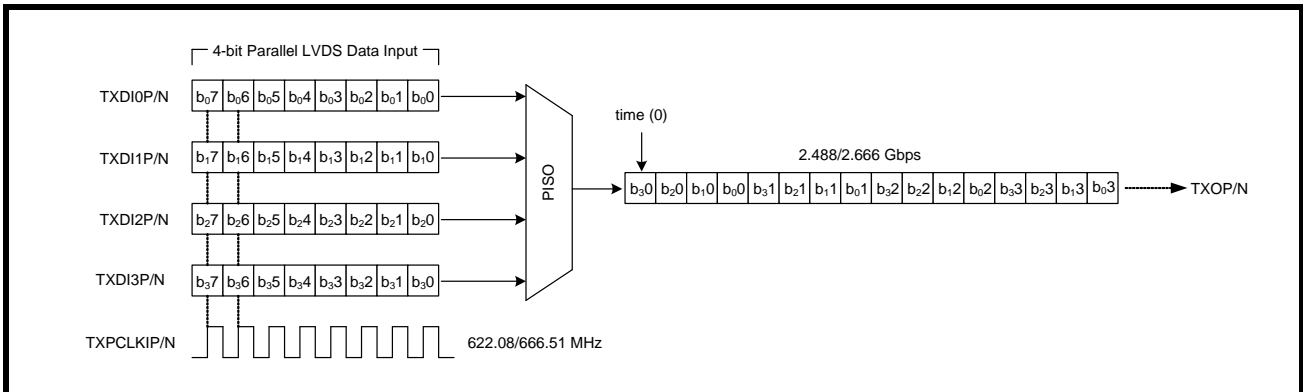 4-bit Parallel LVDS Data Input
TXDI0P/N b₀7 b₀6 b₀5 b₀4 b₀3 b₀2 b₀1 b₀0
TXDI1P/N b₁7 b₁6 b₁5 b₁4 b₁3 b₁2 b₁1 b₁0
TXDI2P/N b₂7 b₂6 b₂5 b₂4 b₂3 b₂2 b₂1 b₂0
TXDI3P/N b₃7 b₃6 b₃5 b₃4 b₃3 b₃2 b₃1 b₃0
TXPCLKIP/N 622.08/666.51 MHz
PISO
time (0)
2.488/2.666 Gbps
b₃0 b₂0 b₁0 b₀0 b₃1 b₂1 b₁1 b₀1 b₃2 b₂2 b₁2 b₀2 b₃3 b₂3 b₁3 b₀3 TXOP/N